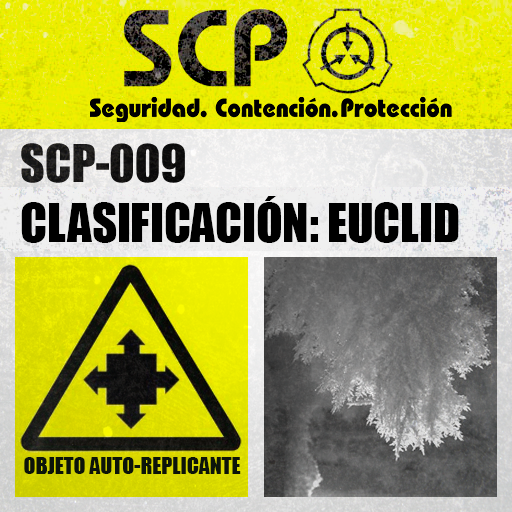 SCP
Seguridad. Contención. Protección
SCP-009
CLASIFICACIÓN: EUCLID
OBJETO AUTO-REPLICANTE